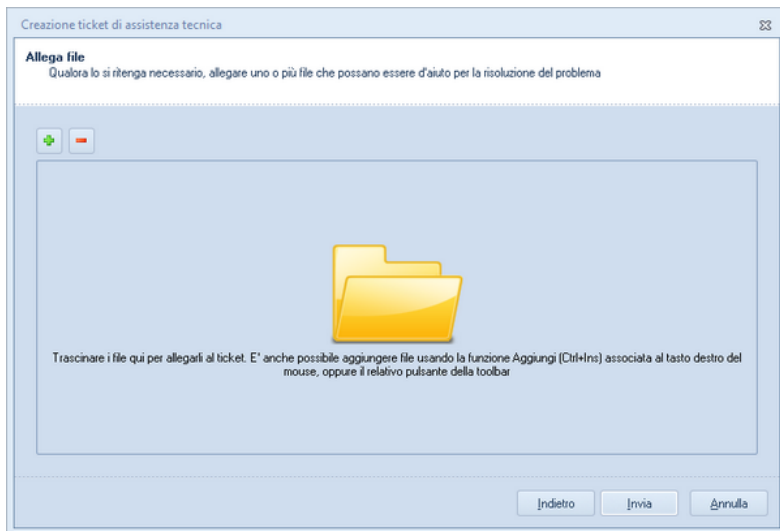 Creazione ticket di assistenza tecnica
Allega file
Qualora lo si ritenga necessario, allegare uno o più file che possano essere d'aiuto per la risoluzione del problema
Trascinare i file qui per allegarli al ticket. E' anche possibile aggiungere file usando la funzione Aggiungi (Ctrl+Ins) associata al tasto destro del
mouse, oppure il relativo pulsante della toolbar
Indietro
Invia
Annulla